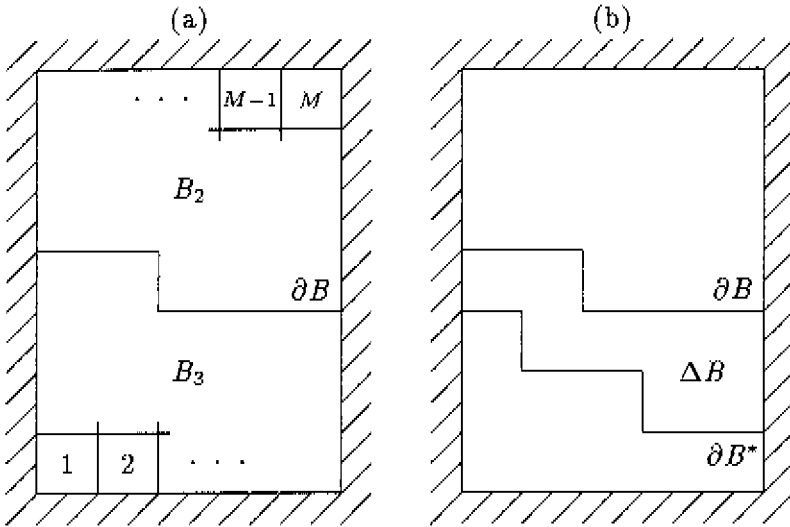 (a)
. . . M−1 M
B₂
∂B
B₃
1 2 . . .
(b)
∂B
ΔB
∂B*